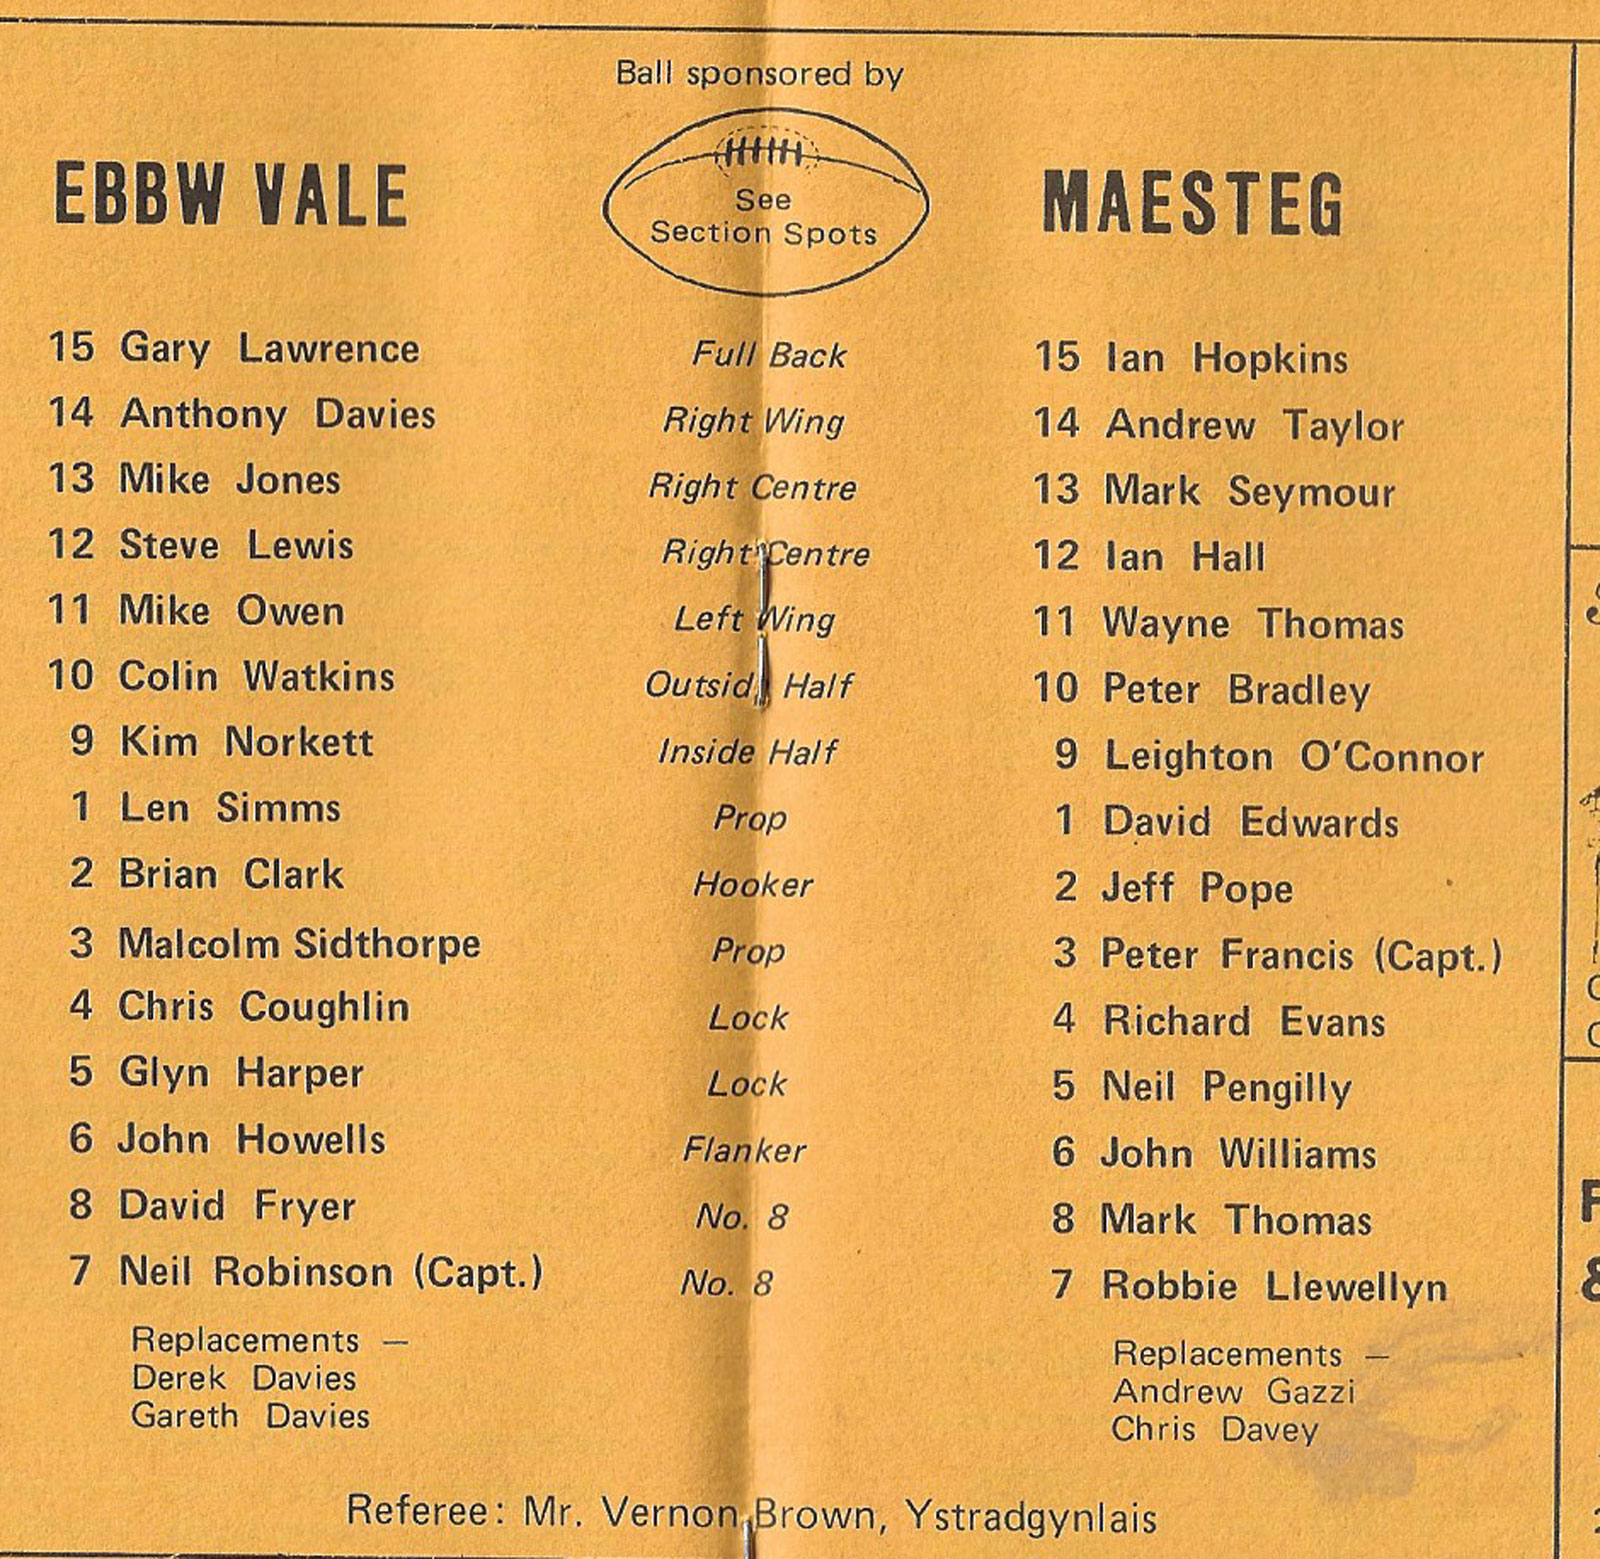 Ball sponsored by
See
Section Spots
EBBW VALE MAESTEG
15 Gary Lawrence Full Back 15 Ian Hopkins
14 Anthony Davies Right Wing 14 Andrew Taylor
13 Mike Jones Right Centre 13 Mark Seymour
12 Steve Lewis Right Centre 12 Ian Hall
11 Mike Owen Left Wing 11 Wayne Thomas
10 Colin Watkins Outside Half 10 Peter Bradley
9 Kim Norkett Inside Half 9 Leighton O'Connor
1 Len Simms Prop 1 David Edwards
2 Brian Clark Hooker 2 Jeff Pope
3 Malcolm Sidthorpe Prop 3 Peter Francis (Capt.)
4 Chris Coughlin Lock 4 Richard Evans
5 Glyn Harper Lock 5 Neil Pengilly
6 John Howells Flanker 6 John Williams
8 David Fryer No. 8 8 Mark Thomas
7 Neil Robinson (Capt.) No. 8 7 Robbie Llewellyn
Replacements — Replacements —
Derek Davies Andrew Gazzi
Gareth Davies Chris Davey
Referee: Mr. Vernon Brown, Ystradgynlais